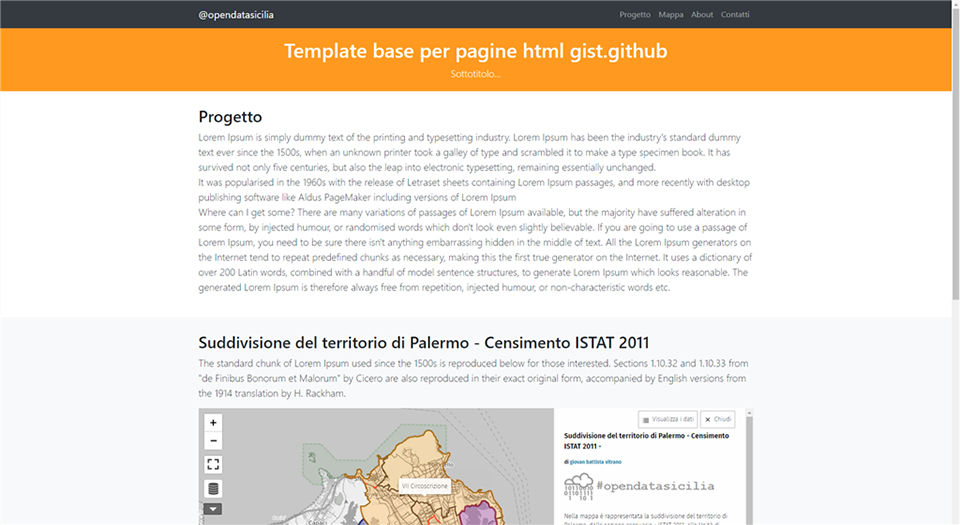 @opendatasicilia
Progetto Mappa About Contatti
Template base per pagine html gist.github
Sottotitolo...
Progetto
Lorem Ipsum is simply dummy text of the printing and typesetting industry. Lorem Ipsum has been the industry's standard dummy
text ever since the 1500s, when an unknown printer took a galley of type and scrambled it to make a type specimen book. It has
survived not only five centuries, but also the leap into electronic typesetting, remaining essentially unchanged.
It was popularised in the 1960s with the release of Letraset sheets containing Lorem Ipsum passages, and more recently with desktop
publishing software like Aldus PageMaker including versions of Lorem Ipsum
Where can I get some? There are many variations of passages of Lorem Ipsum available, but the majority have suffered alteration in
some form, by injected humour, or randomised words which don't look even slightly believable. If you are going to use a passage of
Lorem Ipsum, you need to be sure there isn't anything embarrassing hidden in the middle of text. All the Lorem Ipsum generators on
the Internet tend to repeat predefined chunks as necessary, making this the first true generator on the Internet. It uses a dictionary of
over 200 Latin words, combined with a handful of model sentence structures, to generate Lorem Ipsum which looks reasonable. The
generated Lorem Ipsum is therefore always free from repetition, injected humour, or non-characteristic words etc.
Suddivisione del territorio di Palermo - Censimento ISTAT 2011
The standard chunk of Lorem Ipsum used since the 1500s is reproduced below for those interested. Sections 1.10.32 and 1.10.33 from
"de Finibus Bonorum et Malorum" by Cicero are also reproduced in their exact original form, accompanied by English versions from
the 1914 translation by H. Rackham.
+
−
VII Circoscrizione
Capaci
Visualizza i dati
Chiudi
Suddivisione del territorio di Palermo - Censimento
ISTAT 2011 -
di giovan battista vitrano
#opendatasicilia
Nella mappa è rappresentata la suddivisione del territorio di